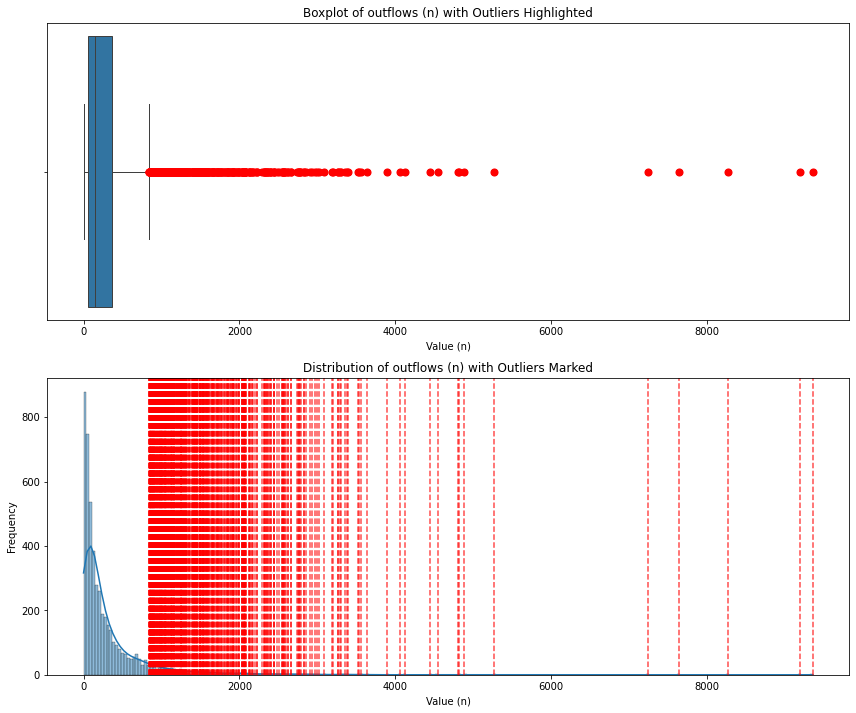 Boxplot of outflows (n) with Outliers Highlighted
0 2000 4000 6000 8000
Value (n)
Distribution of outflows (n) with Outliers Marked
800
600
400
200
0
Frequency
0 2000 4000 6000 8000
Value (n)